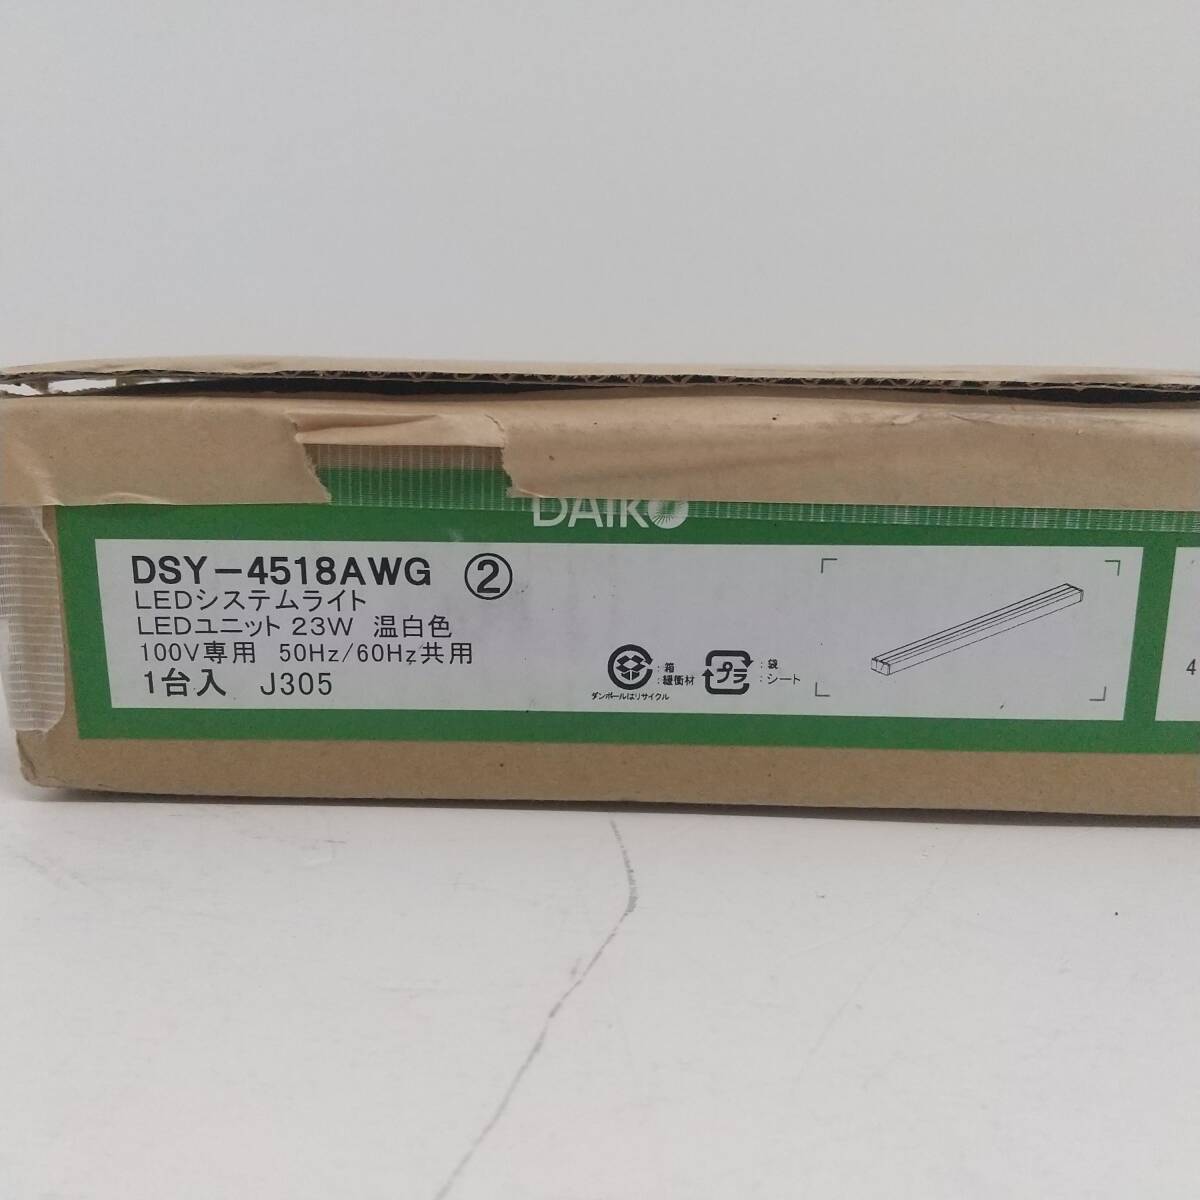 DAIKO
DSY-4518AWG ②
LEDシステムライト
LEDユニット 23W 温白色
100V専用 50Hz/60Hz共用
1台入 J305
:箱
:緩衝材
ダンボールはリサイクル
プラ
:袋
:シート
4